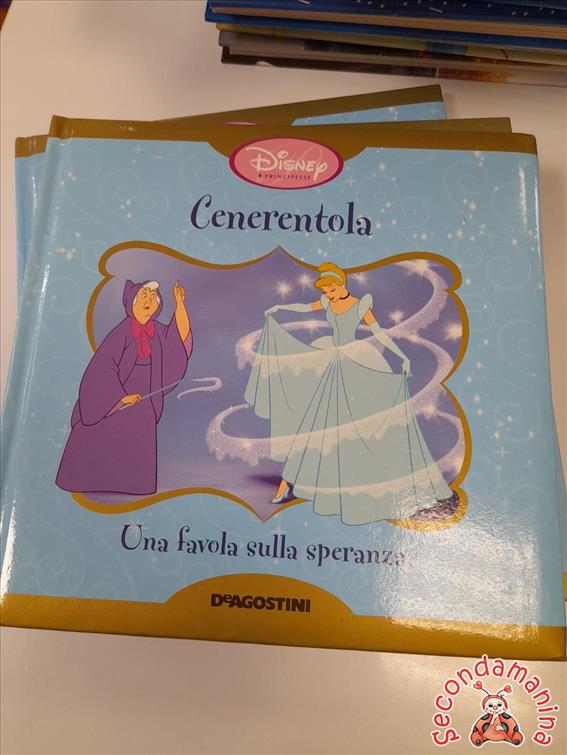 Disney
PRINCIPESSE
Cenerentola
Una favola sulla speranza
DeAGOSTINI
Secondamanina